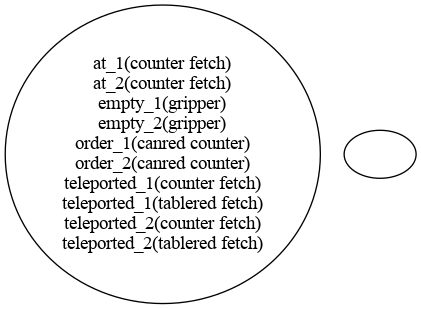 at_1(counter fetch)
at_2(counter fetch)
empty_1(gripper)
empty_2(gripper)
order_1(canred counter)
order_2(canred counter)
teleported_1(counter fetch)
teleported_1(tablered fetch)
teleported_2(counter fetch)
teleported_2(tablered fetch)